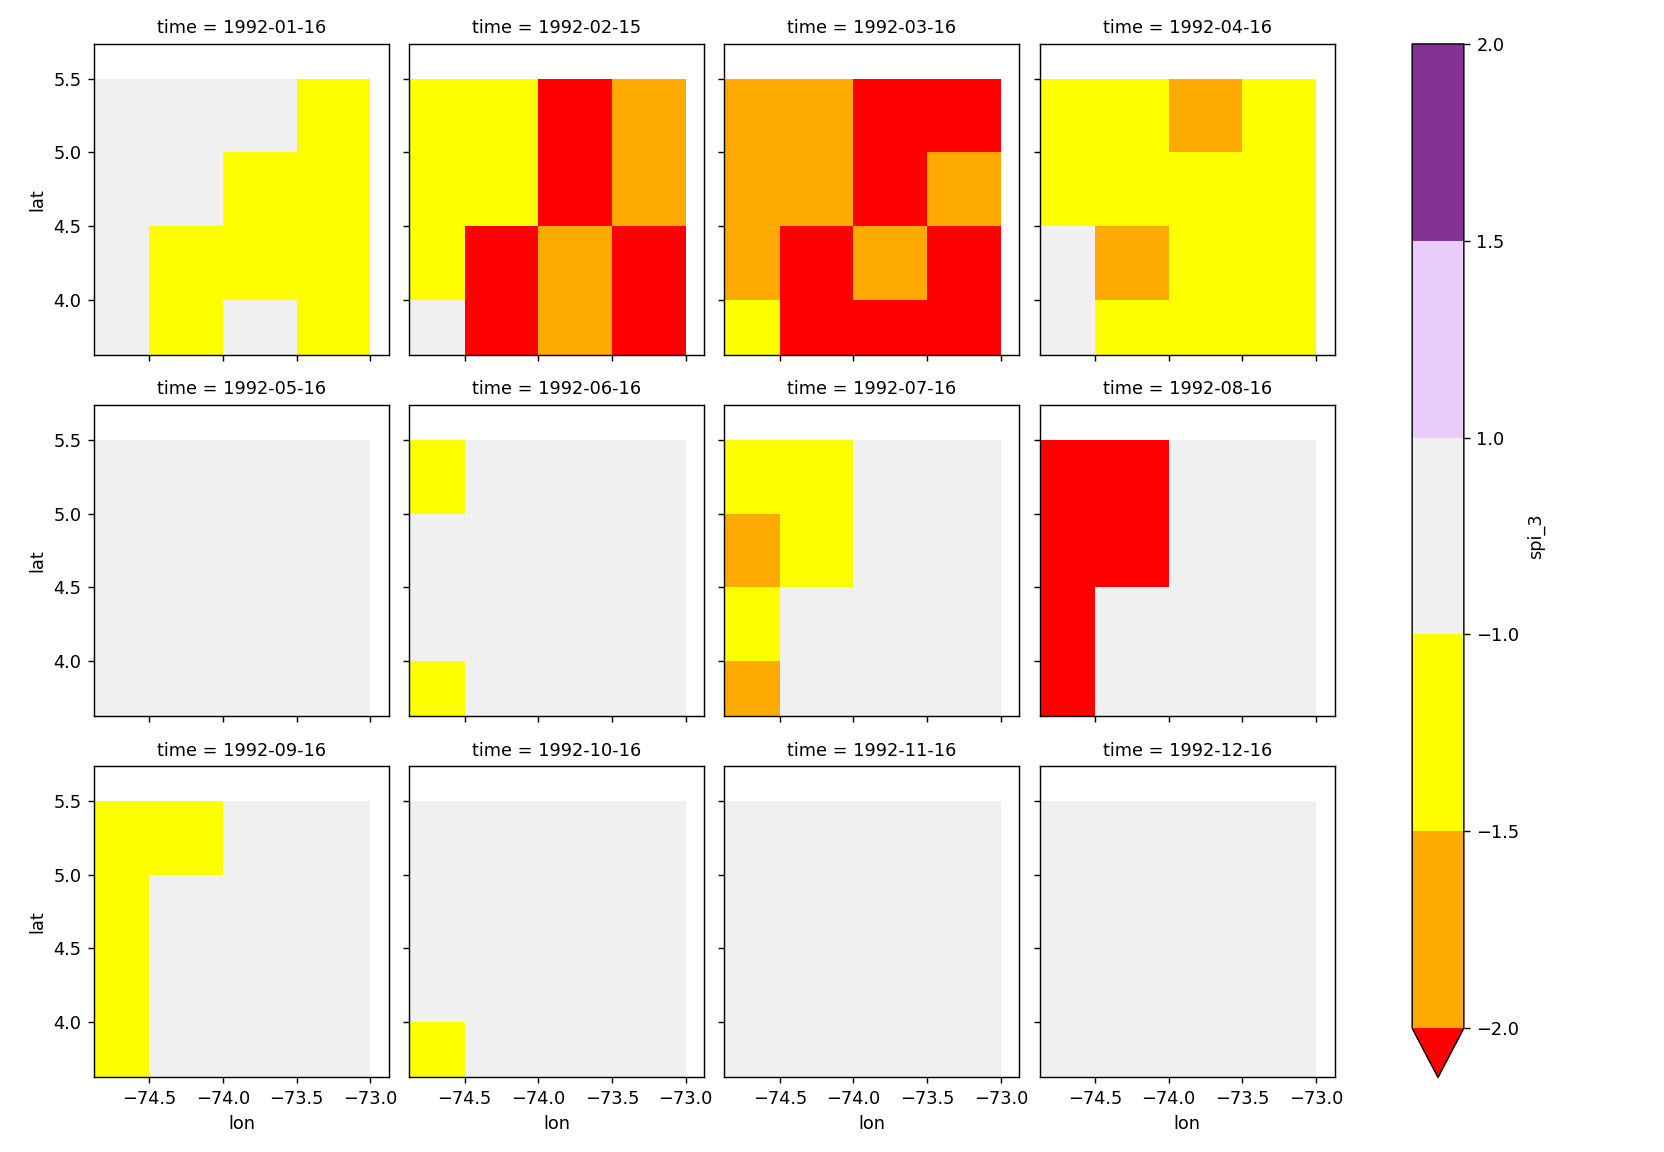 time = 1992-01-16
time = 1992-02-15
time = 1992-03-16
time = 1992-04-16
5.5
5.0
4.5
4.0
lat
time = 1992-05-16
time = 1992-06-16
time = 1992-07-16
time = 1992-08-16
5.5
5.0
4.5
4.0
lat
time = 1992-09-16
time = 1992-10-16
time = 1992-11-16
time = 1992-12-16
5.5
5.0
4.5
4.0
lat
−74.5 −74.0 −73.5 −73.0
lon
−74.5 −74.0 −73.5 −73.0
lon
−74.5 −74.0 −73.5 −73.0
lon
−74.5 −74.0 −73.5 −73.0
lon
2.0
1.5
1.0
−1.0
−1.5
−2.0
spi_3